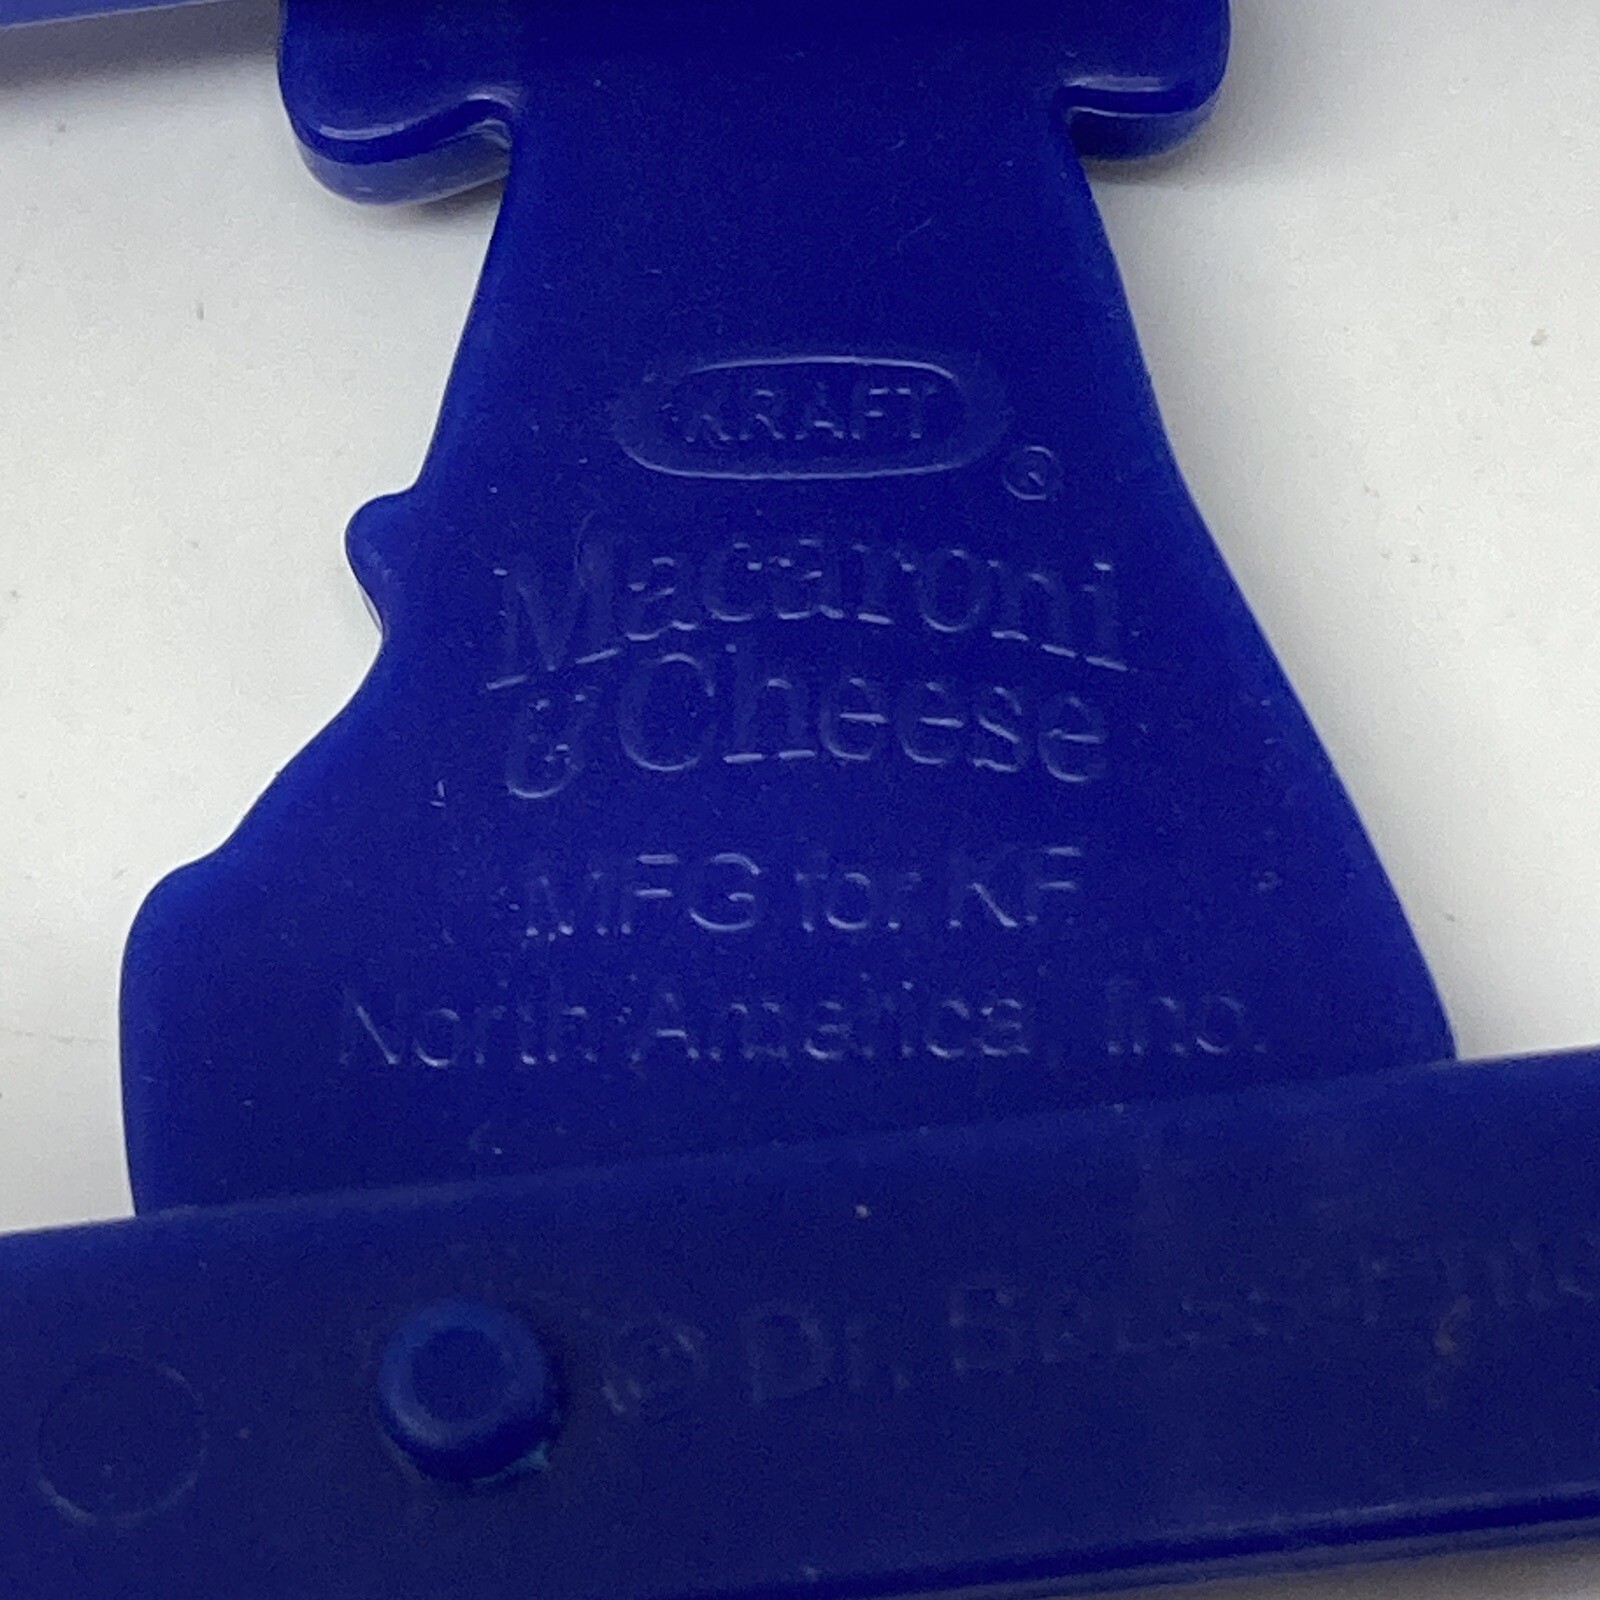 KRAFT
®
Macaroni
& Cheese
MFG for KF
North America, Inc.
© Dr.